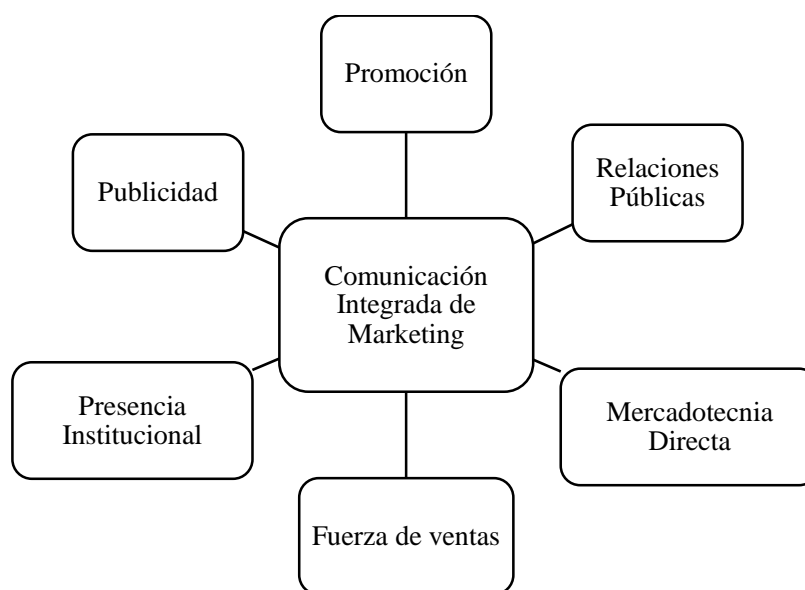 Promoción
Publicidad
Relaciones
Públicas
Comunicación
Integrada de
Marketing
Presencia
Institucional
Mercadotecnia
Directa
Fuerza de ventas